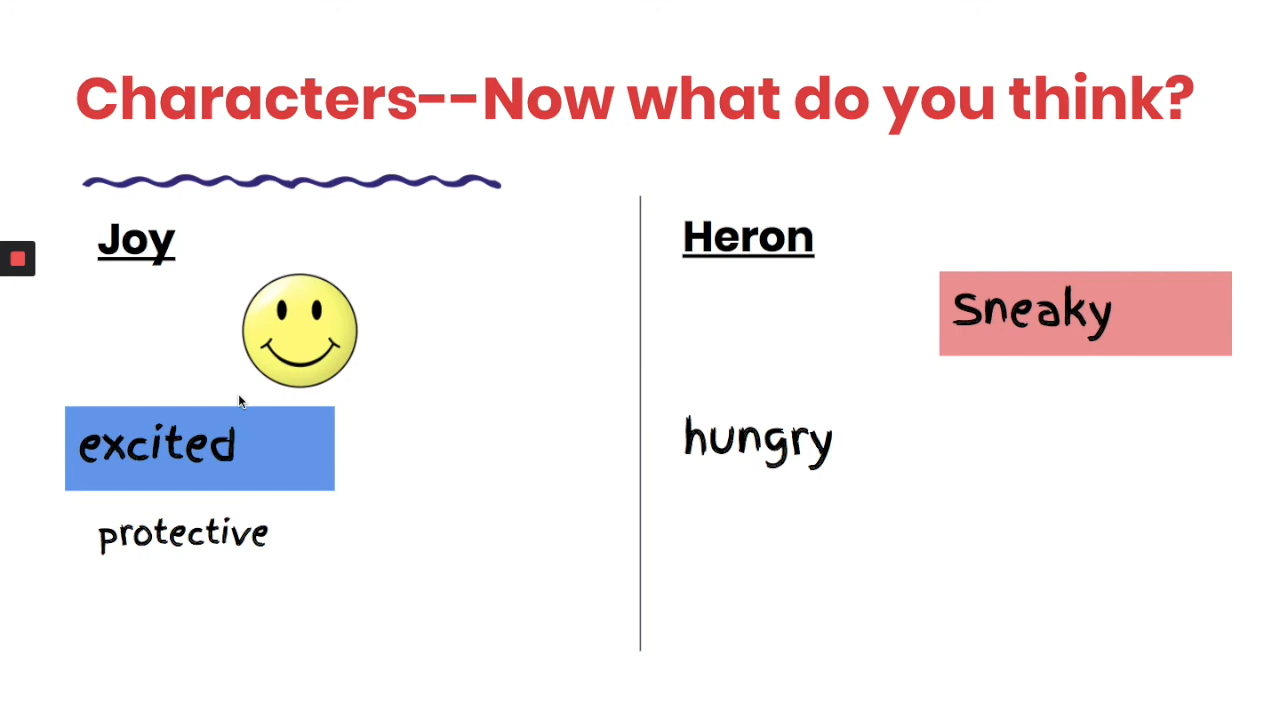 Characters--Now what do you think?
Joy
excited
protective
Heron
Sneaky
hungry